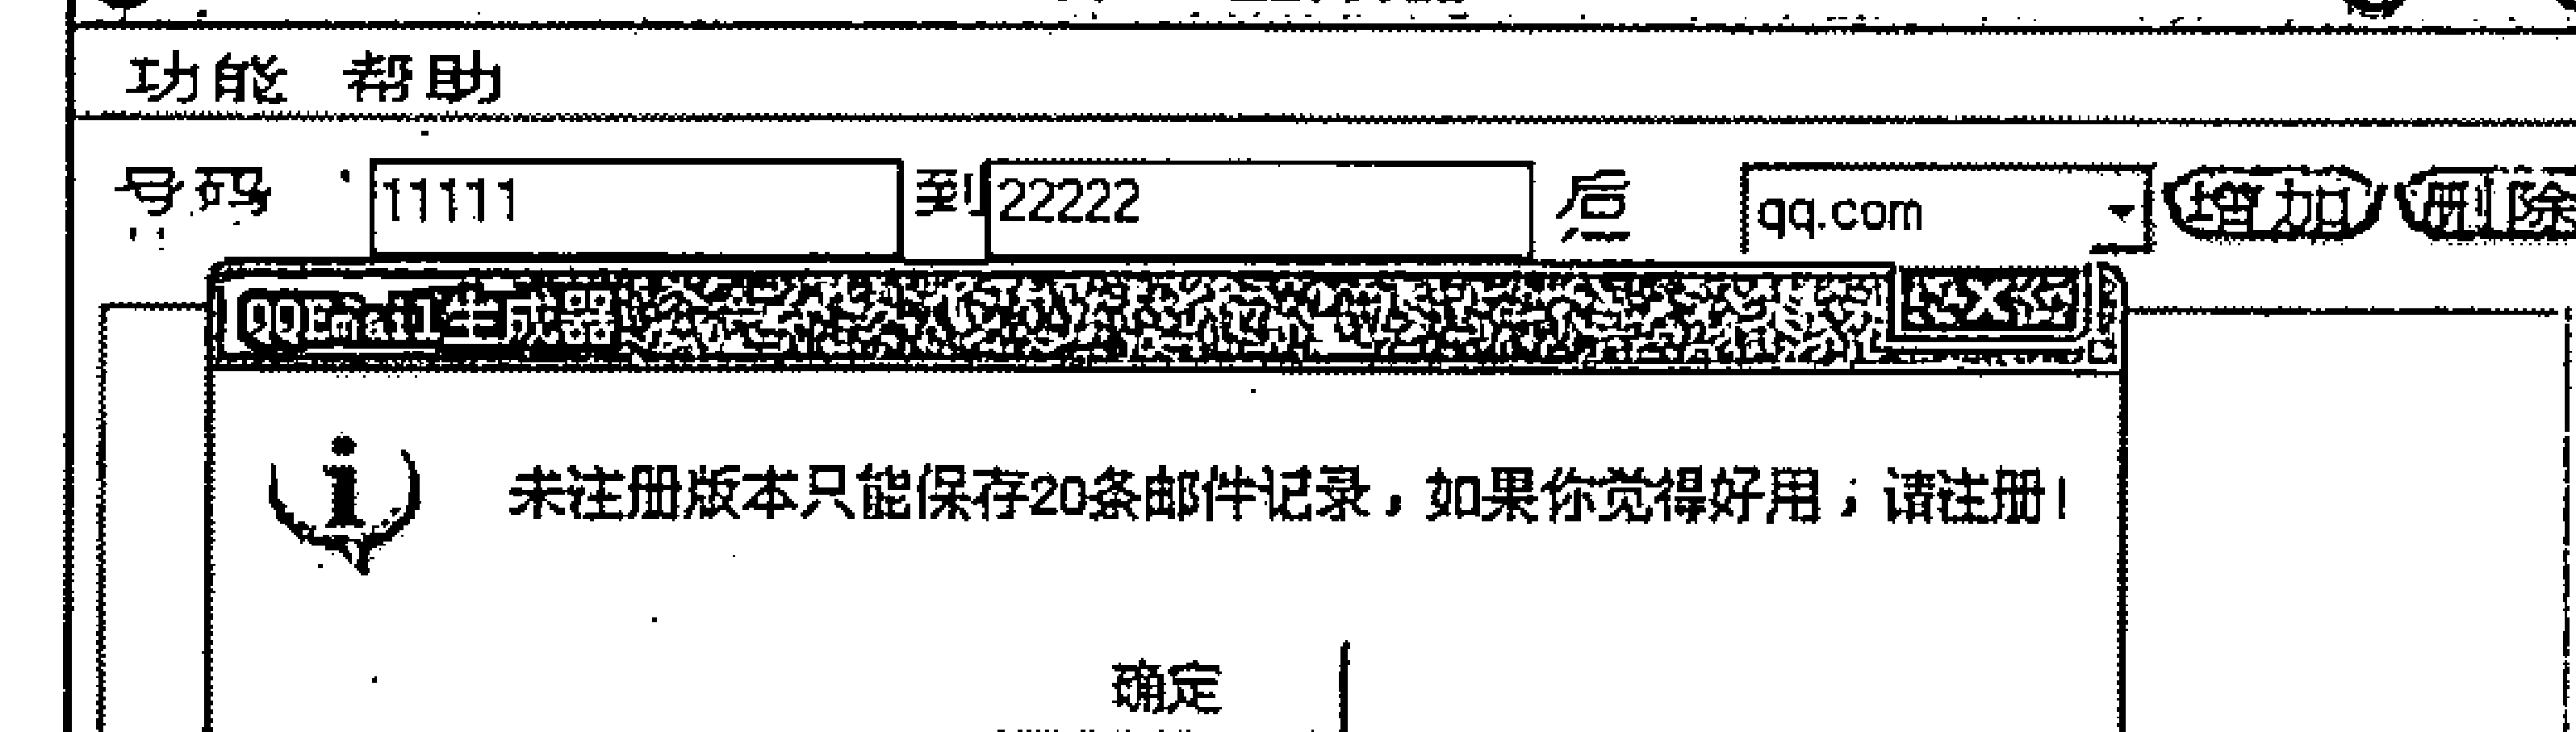 功能 帮助
号码 11111 到 22222 后 qq.com 增加 删除
QQEmail生成器
未注册版本只能保存20条邮件记录，如果你觉得好用；请注册！
确定